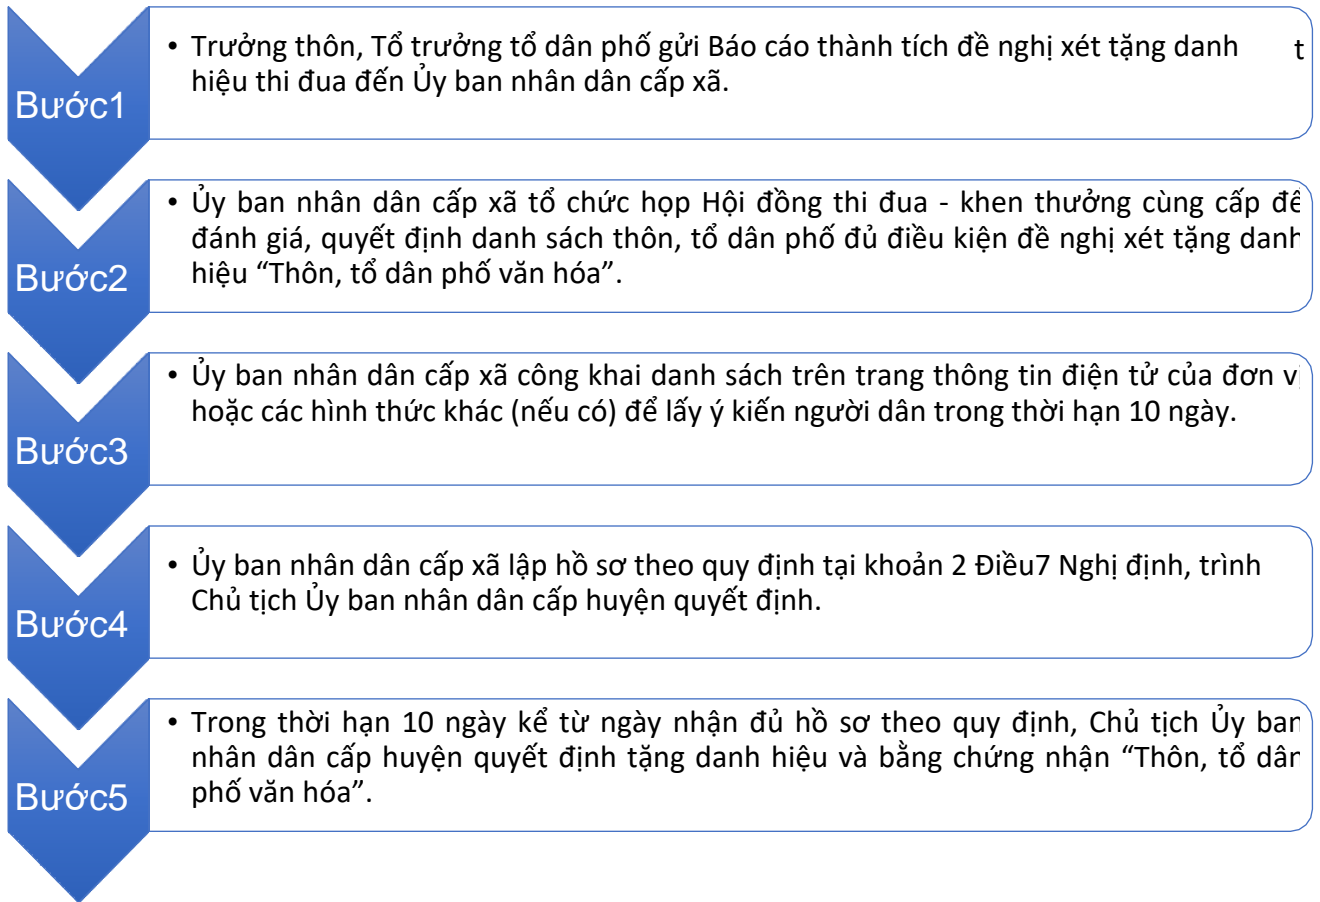 Bước1
• Trưởng thôn, Tổ trưởng tổ dân phố gửi Báo cáo thành tích đề nghị xét tặng danh t
hiệu thi đua đến Ủy ban nhân dân cấp xã.
Bước2
• Ủy ban nhân dân cấp xã tổ chức họp Hội đồng thi đua - khen thưởng cùng cấp để
đánh giá, quyết định danh sách thôn, tổ dân phố đủ điều kiện đề nghị xét tặng danh
hiệu “Thôn, tổ dân phố văn hóa”.
Bước3
• Ủy ban nhân dân cấp xã công khai danh sách trên trang thông tin điện tử của đơn vị
hoặc các hình thức khác (nếu có) để lấy ý kiến người dân trong thời hạn 10 ngày.
Bước4
• Ủy ban nhân dân cấp xã lập hồ sơ theo quy định tại khoản 2 Điều7 Nghị định, trình
Chủ tịch Ủy ban nhân dân cấp huyện quyết định.
Bước5
• Trong thời hạn 10 ngày kể từ ngày nhận đủ hồ sơ theo quy định, Chủ tịch Ủy ban
nhân dân cấp huyện quyết định tặng danh hiệu và bằng chứng nhận “Thôn, tổ dân
phố văn hóa”.